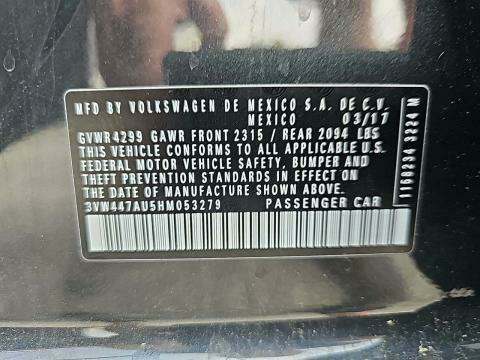 MFD BY VOLKSWAGEN DE MEXICO S.A. DE C.V.
MEXICO 03/17
GVWR 4299 GAWR FRONT 2315 / REAR 2094 LBS
THIS VEHICLE CONFORMS TO ALL APPLICABLE U.S.
FEDERAL MOTOR VEHICLE SAFETY, BUMPER AND
THEFT PREVENTION STANDARDS IN EFFECT ON
THE DATE OF MANUFACTURE SHOWN ABOVE.
3VW447AU5HM053279 PASSENGER CAR
1168234 3224 M